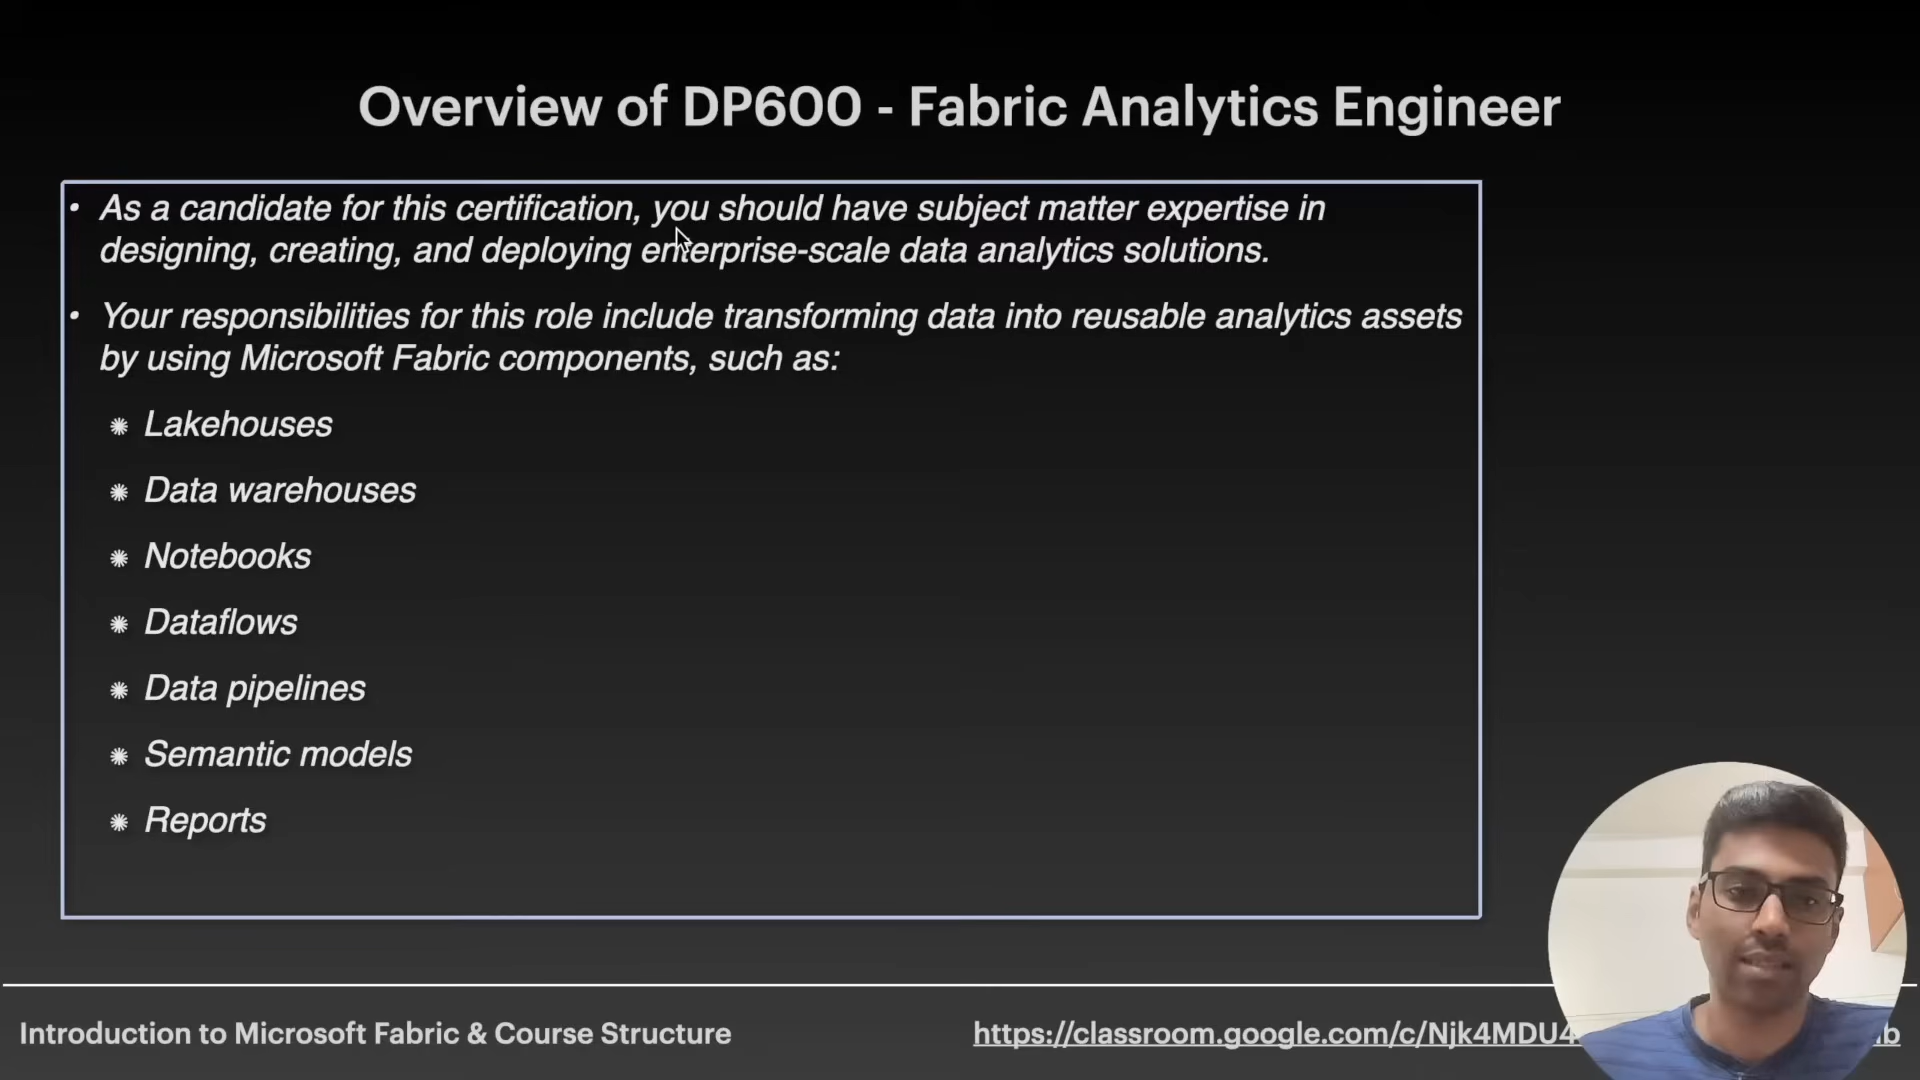 Overview of DP600 - Fabric Analytics Engineer
• As a candidate for this certification, you should have subject matter expertise in
designing, creating, and deploying enterprise-scale data analytics solutions.
• Your responsibilities for this role include transforming data into reusable analytics assets
by using Microsoft Fabric components, such as:
Lakehouses
Data warehouses
Notebooks
Dataflows
Data pipelines
Semantic models
Reports
Introduction to Microsoft Fabric & Course Structure
https://classroom.google.com/c/Njk4MDU4